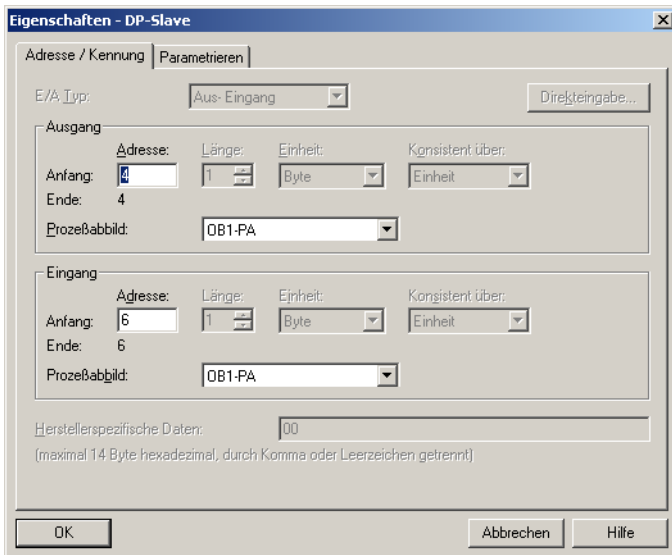 Eigenschaften - DP-Slave
Adresse / Kennung Parametrieren
E/A Typ: Aus- Eingang Direkteingabe...
Ausgang
Adresse: Länge: Einheit: Konsistent über:
Anfang: 4 1 Byte Einheit
Ende: 4
Prozeßabbild: OB1-PA
Eingang
Adresse: Länge: Einheit: Konsistent über:
Anfang: 6 1 Byte Einheit
Ende: 6
Prozeßabbild: OB1-PA
Herstellerspezifische Daten: 00
(maximal 14 Byte hexadezimal, durch Komma oder Leerzeichen getrennt)
OK Abbrechen Hilfe